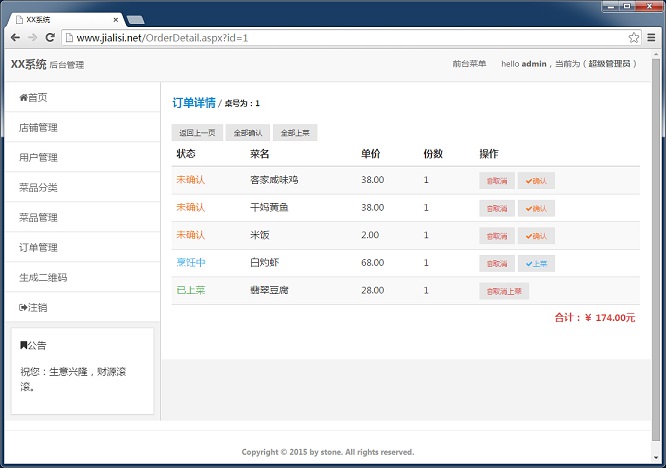 XX系统
www.jialisi.net/OrderDetail.aspx?id=1
XX系统 后台管理
前台菜单 hello admin，当前为（超级管理员）
首页
店铺管理
用户管理
菜品分类
菜品管理
订单管理
生成二维码
注销
公告
祝您：生意兴隆，财源滚
滚。
订单详情 / 桌号为：1
返回上一页 全部确认 全部上菜
状态 菜名 单价 份数 操作
未确认 客家咸味鸡 38.00 1 取消 确认
未确认 干妈黄鱼 38.00 1 取消 确认
未确认 米饭 2.00 1 取消 确认
烹饪中 白灼虾 68.00 1 取消 上菜
已上菜 翡翠豆腐 28.00 1 取消上菜
合计：￥ 174.00元
Copyright © 2015 by stone. All rights reserved.